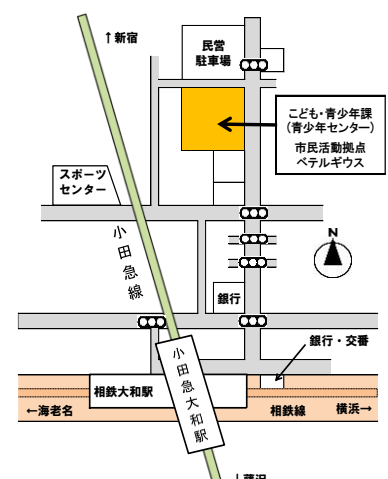 ↑新宿
民営
駐車場
こども・青少年課
(青少年センター)
市民活動拠点
ベテルギウス
スポーツ
センター
小田急線
N
銀行
銀行・交番
小田急大和駅
相鉄大和駅
←海老名
相鉄線
横浜→
↓藤沢